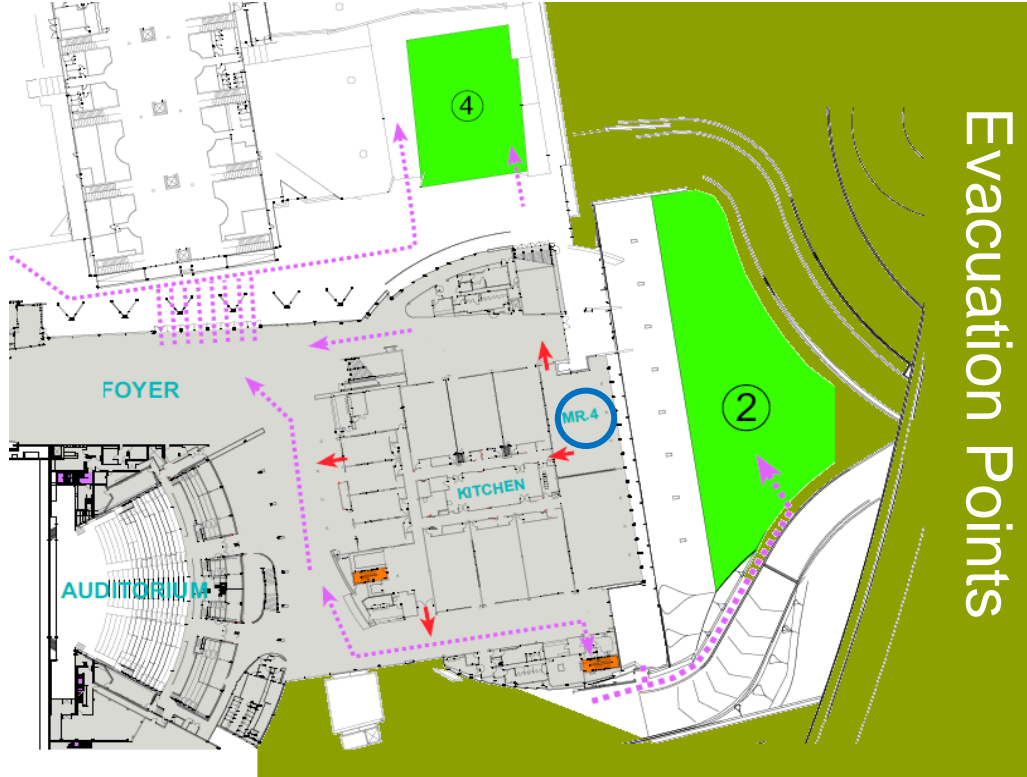 Evacuation Points
4
FOYER
MR.4
2
KITCHEN
AUDITORIUM